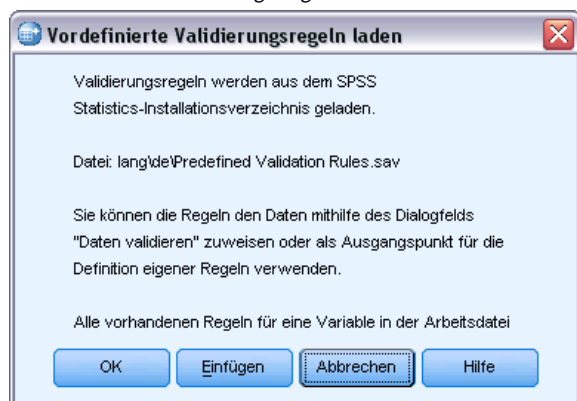 Vordefinierte Validierungsregeln laden
Validierungsregeln werden aus dem SPSS
Statistics-Installationsverzeichnis geladen.
Datei: lang\de\Predefined Validation Rules.sav
Sie können die Regeln den Daten mithilfe des Dialogfelds
"Daten validieren" zuweisen oder als Ausgangspunkt für die
Definition eigener Regeln verwenden.
Alle vorhandenen Regeln für eine Variable in der Arbeitsdatei
OK Einfügen Abbrechen Hilfe